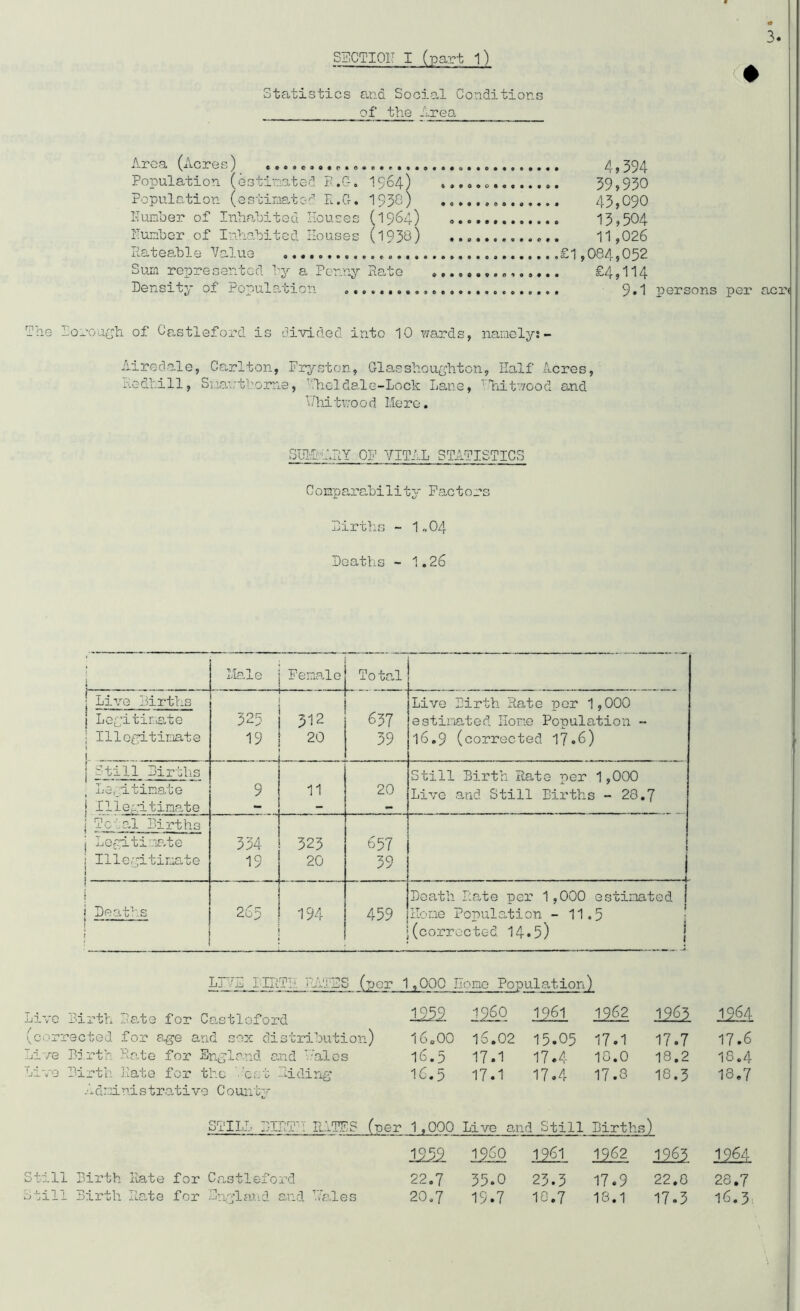 3.
SECTION I (part 1)
Statistics and Social Conditions
of the Area
Area (Acres) .................................... 4,394
Population (estimated R.G. 1964) .............. 39,930
Population (estimated R.G. 1938) .............. 43,090
Number of Inhabited Houses (1964) ............. 13,504
Number of Inhabited Houses (1938) ............. 11,026
Rateable Value .................................£1,084,052
Sum represented by a Penny Rate ............... £4,114
Density of Population ......................... 9.1 persons per acre
The Borough of Castleford is divided into 10 wards, namely:-
Airedale, Carlton, Fryston, Glasshoughton, Half Acres,
Redhill, Smawthorne, Wheldale-Lock Lane, Whitwood and
Whitwood Mere.
SUMMARY OF VITAL STATISTICS
Comparability Factors
Births - 1.04
Deaths - 1.26
Male Female Total
Live Births Live Birth Rate per 1,000
Legitimate 325 312 637 estimated Home Population -
Illegitimate 19 20 39 16.9 (corrected 17.6)
Still Births Still Birth Rate per 1,000
Legitimate 9 11 20 Live and Still Births - 28.7
Illegitimate - - -
Total Births
Legitimate 334 323 657
Illegitimate 19 20 39
Death Rate per 1,000 estimated
Deaths 265 194 459 Home Population - 11.5
(corrected 14.5)
LIVE BIRTH RATES (per 1,000 Home Population)
1959 1960 1961 1962 1963 1964
Live Birth Rate for Castleford
(corrected for age and sex distribution) 16.00 16.02 15.05 17.1 17.7 17.6
Live Birth Rate for England and Wales 16.5 17.1 17.4 18.0 18.2 18.4
Live Birth Rate for the West Riding 16.5 17.1 17.4 17.8 18.3 18.7
Administrative County
STILL BIRTH RATES (per 1,000 Live and Still Births)
1959 1960 1961 1962 1963 1964
Still Birth Rate for Castleford 22.7 35.0 23.3 17.9 22.8 28.7
Still Birth Rate for England and Wales 20.7 19.7 18.7 18.1 17.3 16.3